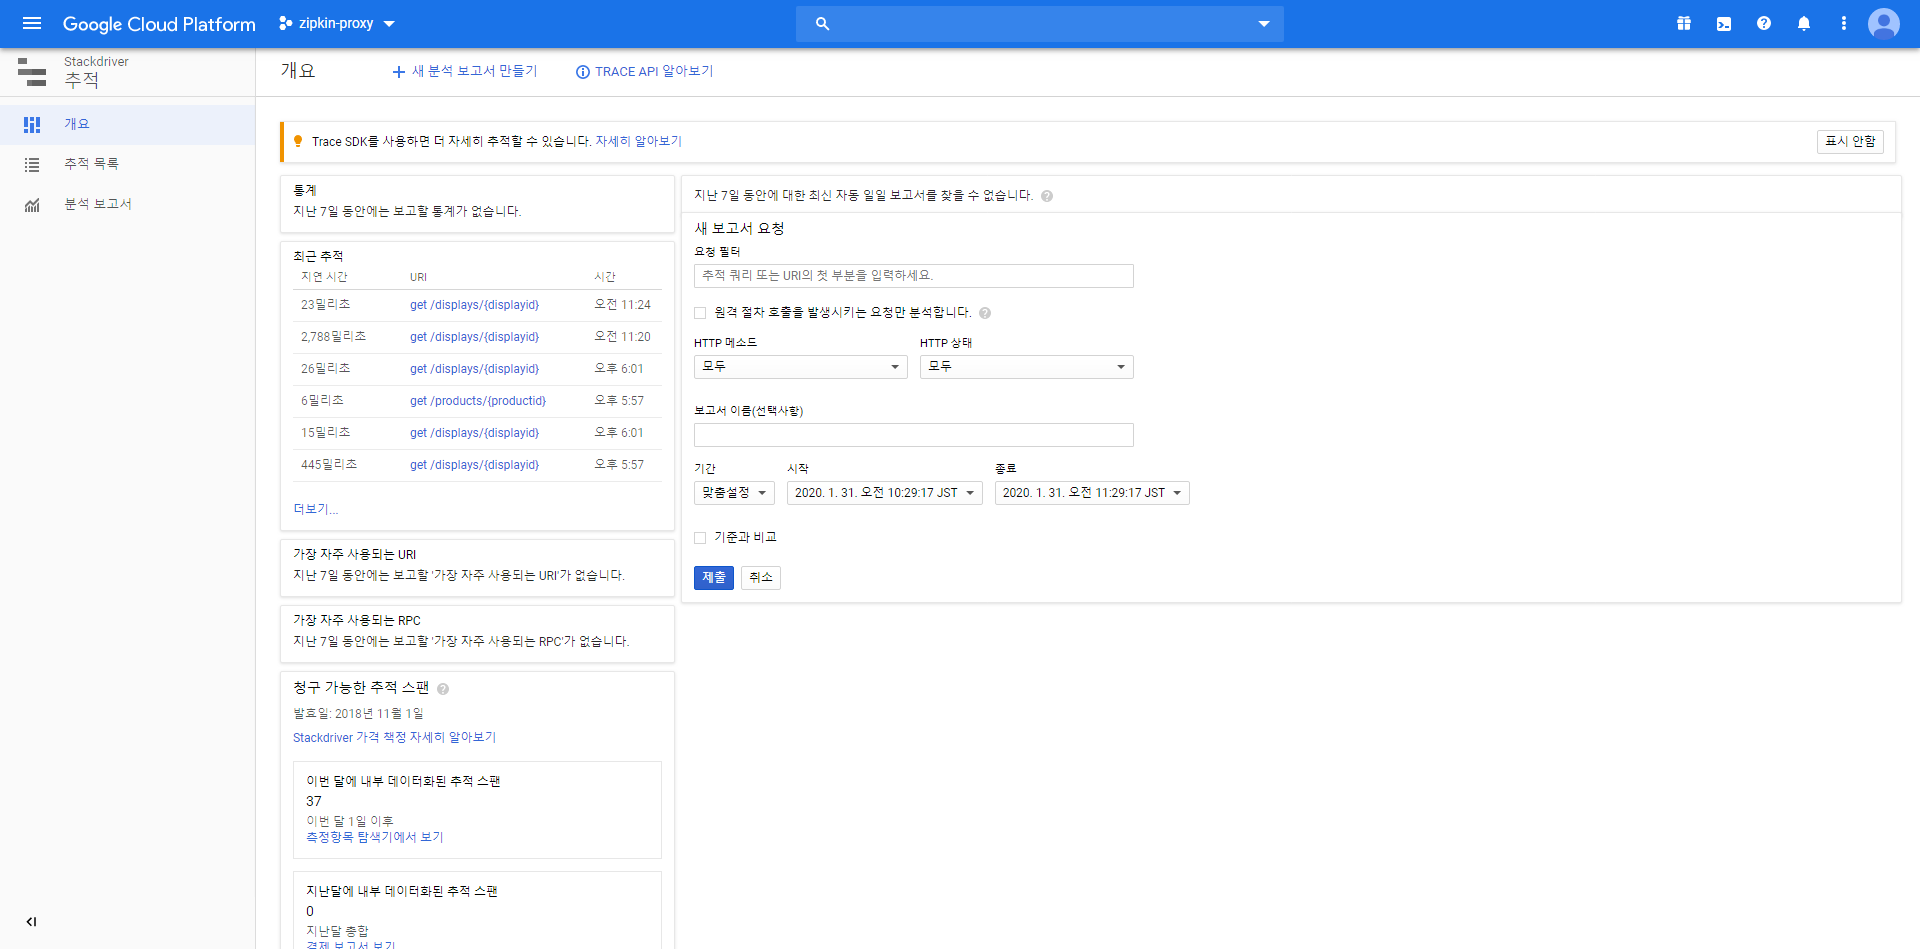 Google Cloud Platform
zipkin-proxy
Stackdriver
추적
개요
추적 목록
분석 보고서
개요
새 분석 보고서 만들기
TRACE API 알아보기
Trace SDK를 사용하면 더 자세히 추적할 수 있습니다. 자세히 알아보기
표시 안함
통계
지난 7일 동안에는 보고할 통계가 없습니다.
최근 추적
지연 시간 URI 시간
23밀리초 get /displays/{displayid} 오전 11:24
2,788밀리초 get /displays/{displayid} 오전 11:20
26밀리초 get /displays/{displayid} 오후 6:01
6밀리초 get /products/{productid} 오후 5:57
15밀리초 get /displays/{displayid} 오후 6:01
445밀리초 get /displays/{displayid} 오후 5:57
더보기...
가장 자주 사용되는 URI
지난 7일 동안에는 보고할 '가장 자주 사용되는 URI'가 없습니다.
가장 자주 사용되는 RPC
지난 7일 동안에는 보고할 '가장 자주 사용되는 RPC'가 없습니다.
청구 가능한 추적 스팬
발효일: 2018년 11월 1일
Stackdriver 가격 책정 자세히 알아보기
이번 달에 내부 데이터화된 추적 스팬
37
이번 달 1일 이후
측정항목 탐색기에서 보기
지난달에 내부 데이터화된 추적 스팬
0
지난달 총합
결제 보고서 보기
지난 7일 동안에 대한 최신 자동 일일 보고서를 찾을 수 없습니다.
새 보고서 요청
요청 필터
추적 쿼리 또는 URI의 첫 부분을 입력하세요.
원격 절차 호출을 발생시키는 요청만 분석합니다.
HTTP 메소드 HTTP 상태
모두 모두
보고서 이름(선택사항)
기간 시작 종료
맞춤설정 2020. 1. 31. 오전 10:29:17 JST 2020. 1. 31. 오전 11:29:17 JST
기준과 비교
제출 취소